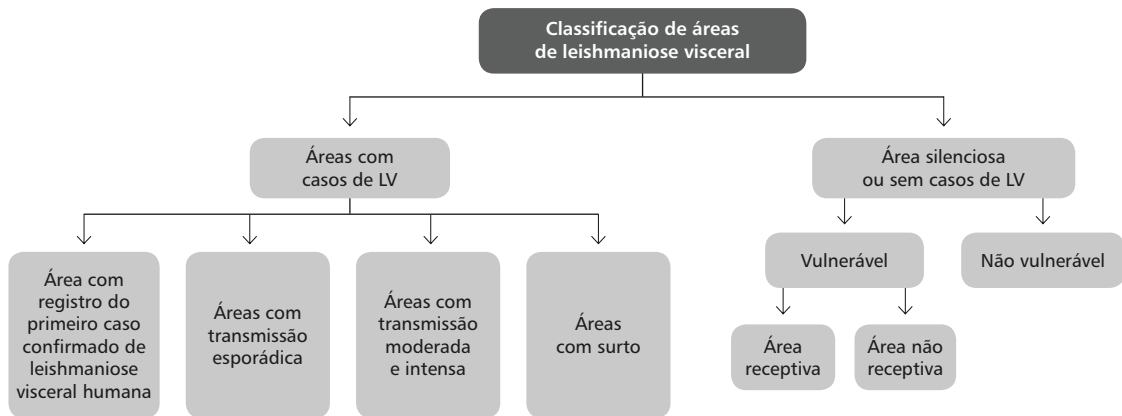 Classificação de áreas
de leishmaniose visceral
Áreas com
casos de LV
Área silenciosa
ou sem casos de LV
Área com
registro do
primeiro caso
confirmado de
leishmaniose
visceral humana
Áreas com
transmissão
esporádica
Áreas com
transmissão
moderada
e intensa
Áreas
com surto
Vulnerável
Não vulnerável
Área
receptiva
Área não
receptiva